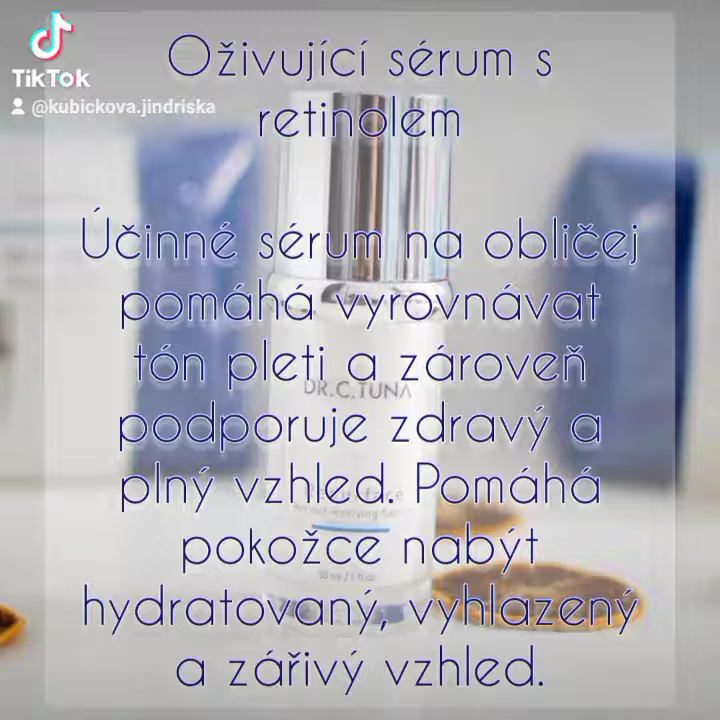 TikTok
@kubickova.jindriska
Oživující sérum s
retinolem
Účinné sérum na obličej
pomáhá vyrovnávat
tón pleti a zároveň
podporuje zdravý a
plný vzhled. Pomáhá
pokožce nabýt
hydratovaný, vyhlazený
a zářivý vzhled.
DR.C.TUNA